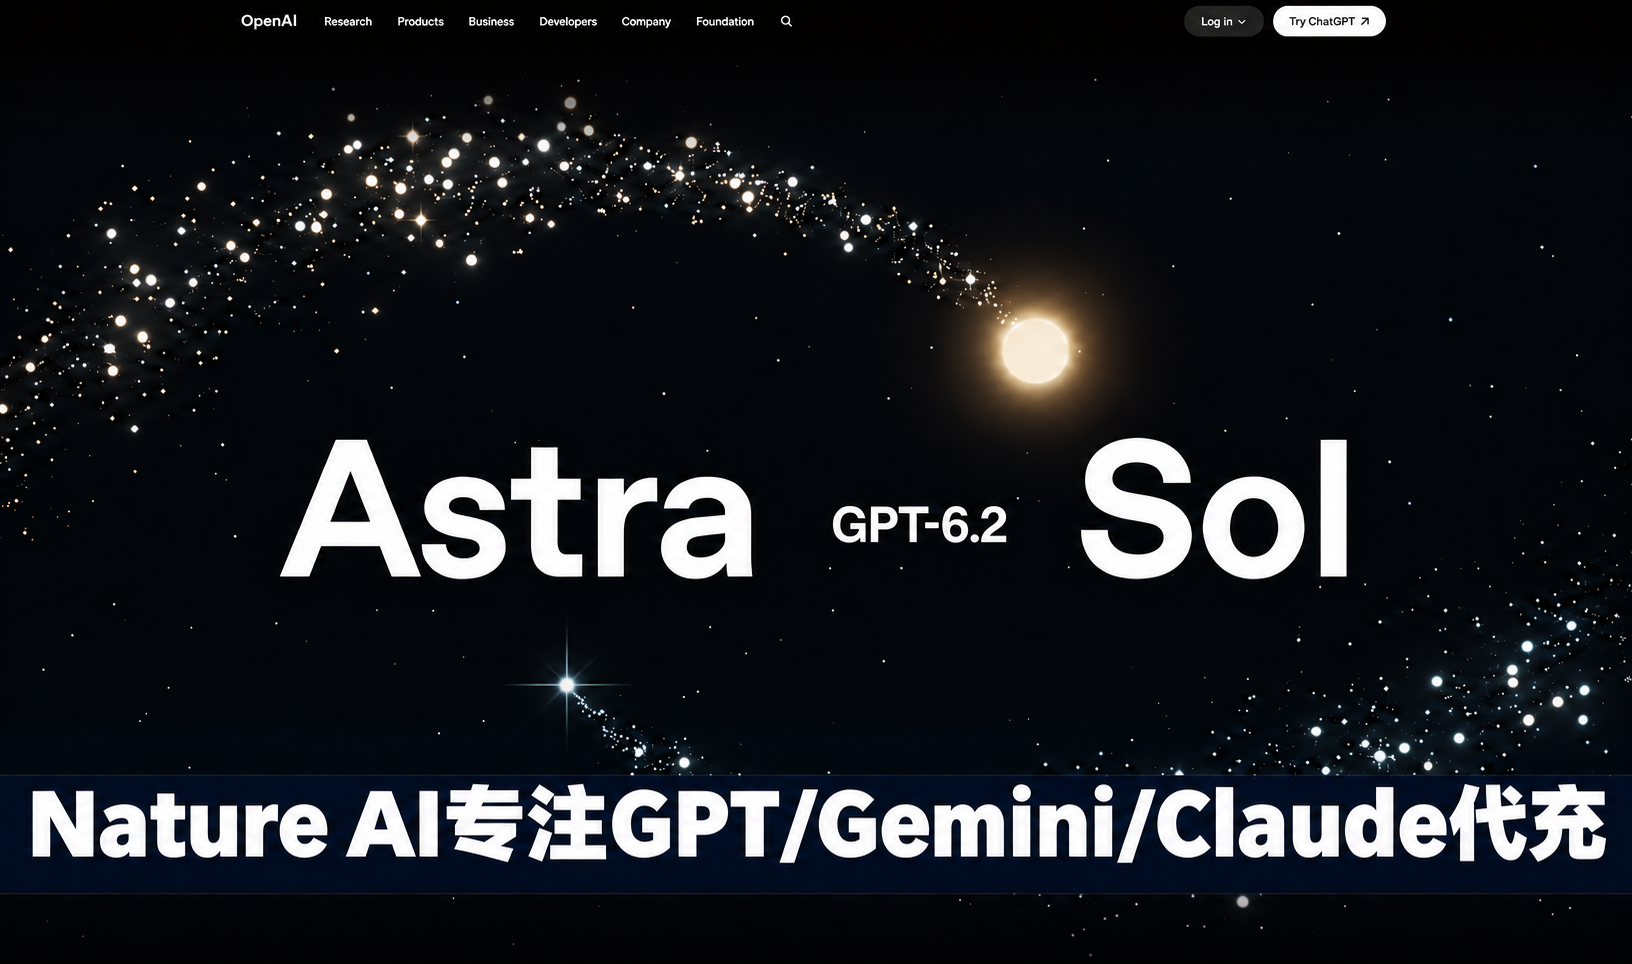 OpenAI Research Products Business Developers Company Foundation Log in Try ChatGPT
Astra GPT-6.2 Sol
Nature AI专注GPT/Gemini/Claude代充